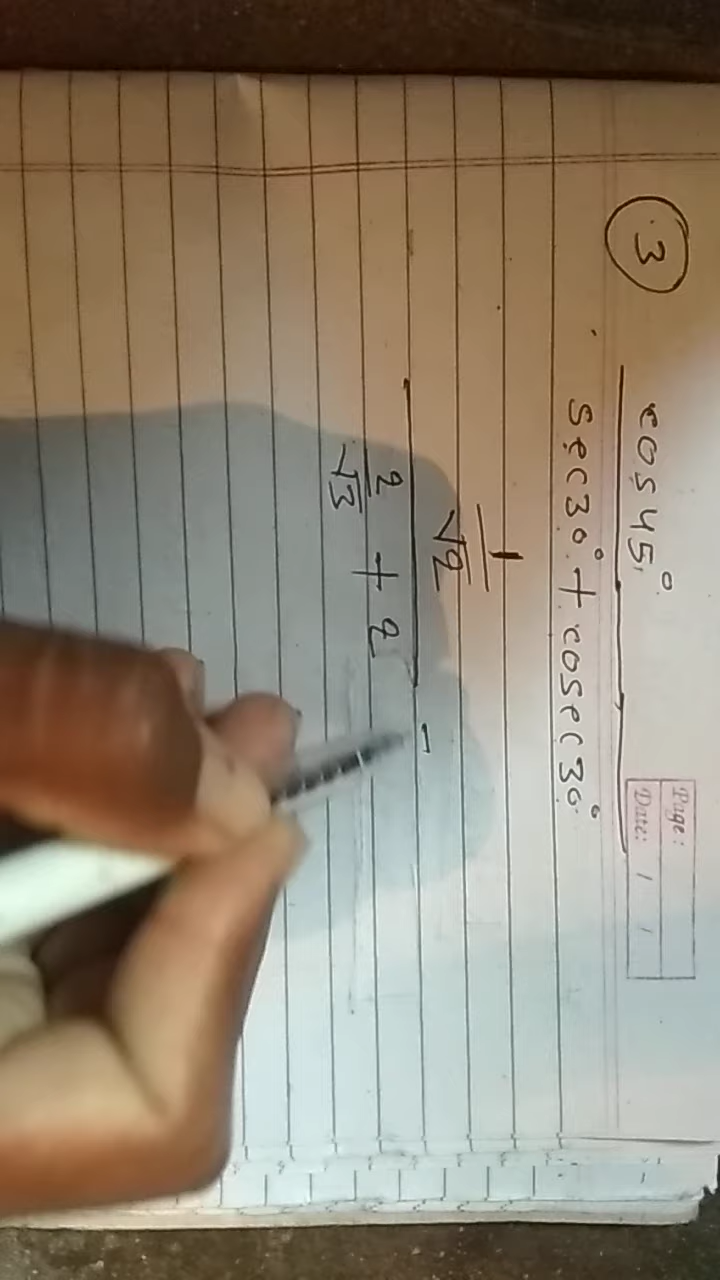 Page:
Date: / /
3
cos45°
sec30°+cosec30°
1
√2
2 + 2
√3